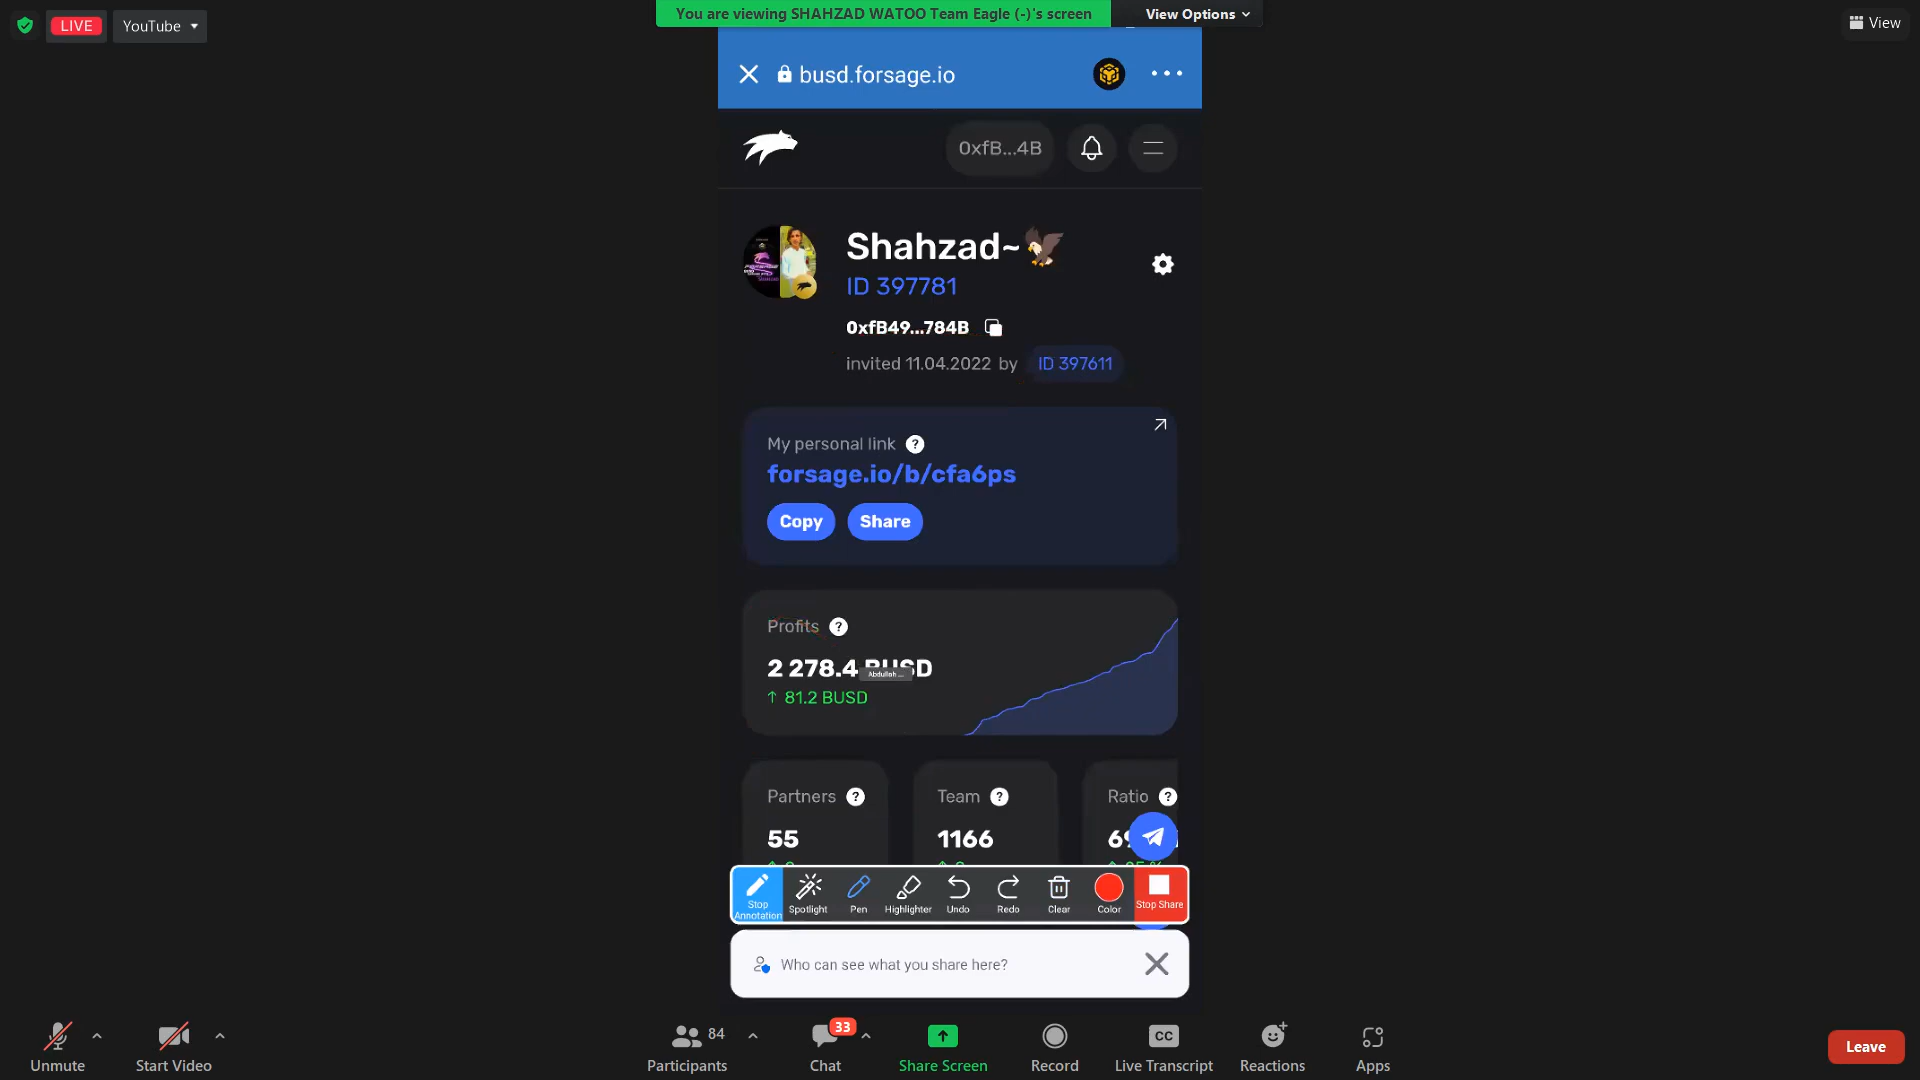 LIVE
YouTube
You are viewing SHAHZAD WATOO Team Eagle (-)'s screen
View Options
View
busd.forsage.io
0xfB...4B
Shahzad~
ID 397781
0xfB49...784B
invited 11.04.2022 by ID 397611
My personal link ?
forsage.io/b/cfa6ps
Copy Share
Profits ?
2 278.4 BUSD
Abdullah ...
↑ 81.2 BUSD
Partners ?
55
Team ?
1166
Ratio ?
Stop Annotation
Spotlight
Pen
Highlighter
Undo
Redo
Clear
Color
Stop Share
Who can see what you share here?
Unmute
Start Video
84
Participants
33
Chat
Share Screen
Record
CC
Live Transcript
Reactions
Apps
Leave